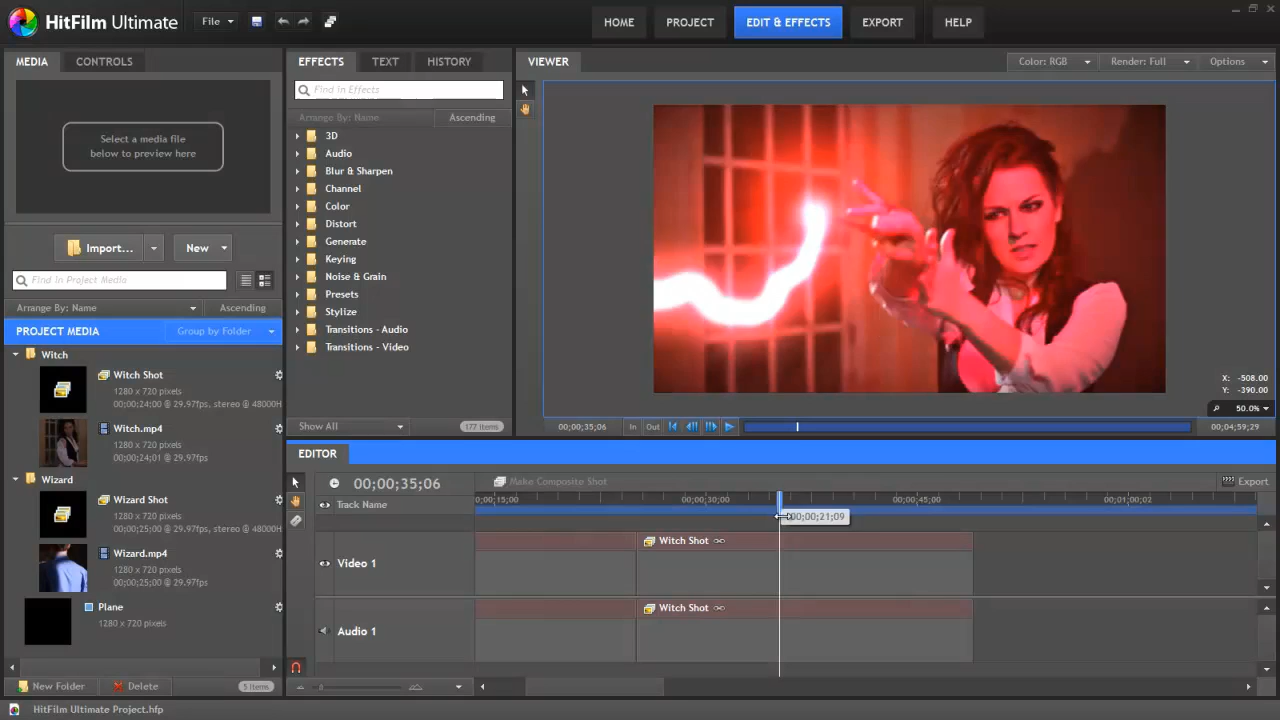 HitFilm Ultimate
File
HOME
PROJECT
EDIT & EFFECTS
EXPORT
HELP
MEDIA
CONTROLS
Select a media file
below to preview here
Import...
New
Find in Project Media
Arrange By: Name
Ascending
PROJECT MEDIA
Group by Folder
Witch
Witch Shot
1280 x 720 pixels
00;00;24;00 @ 29.97fps, stereo @ 48000H
Witch.mp4
1280 x 720 pixels
00;00;24;01 @ 29.97fps
Wizard
Wizard Shot
1280 x 720 pixels
00;00;25;00 @ 29.97fps, stereo @ 48000H
Wizard.mp4
1280 x 720 pixels
00;00;25;00 @ 29.97fps
Plane
1280 x 720 pixels
New Folder
Delete
5 Items
HitFilm Ultimate Project.hfp
EFFECTS
TEXT
HISTORY
Find in Effects
Arrange By: Name
Ascending
3D
Audio
Blur & Sharpen
Channel
Color
Distort
Generate
Keying
Noise & Grain
Presets
Stylize
Transitions - Audio
Transitions - Video
Show All
177 Items
VIEWER
Color: RGB
Render: Full
Options
X: -508.00
Y: -390.00
50.0%
00;00;35;06
In
Out
00;04;59;29
EDITOR
00;00;35;06
Make Composite Shot
Export
Track Name
0;00;15;00
00;00;30;00
00;00;45;00
00;01;00;02
00;00;21;09
Video 1
Witch Shot
Audio 1
Witch Shot